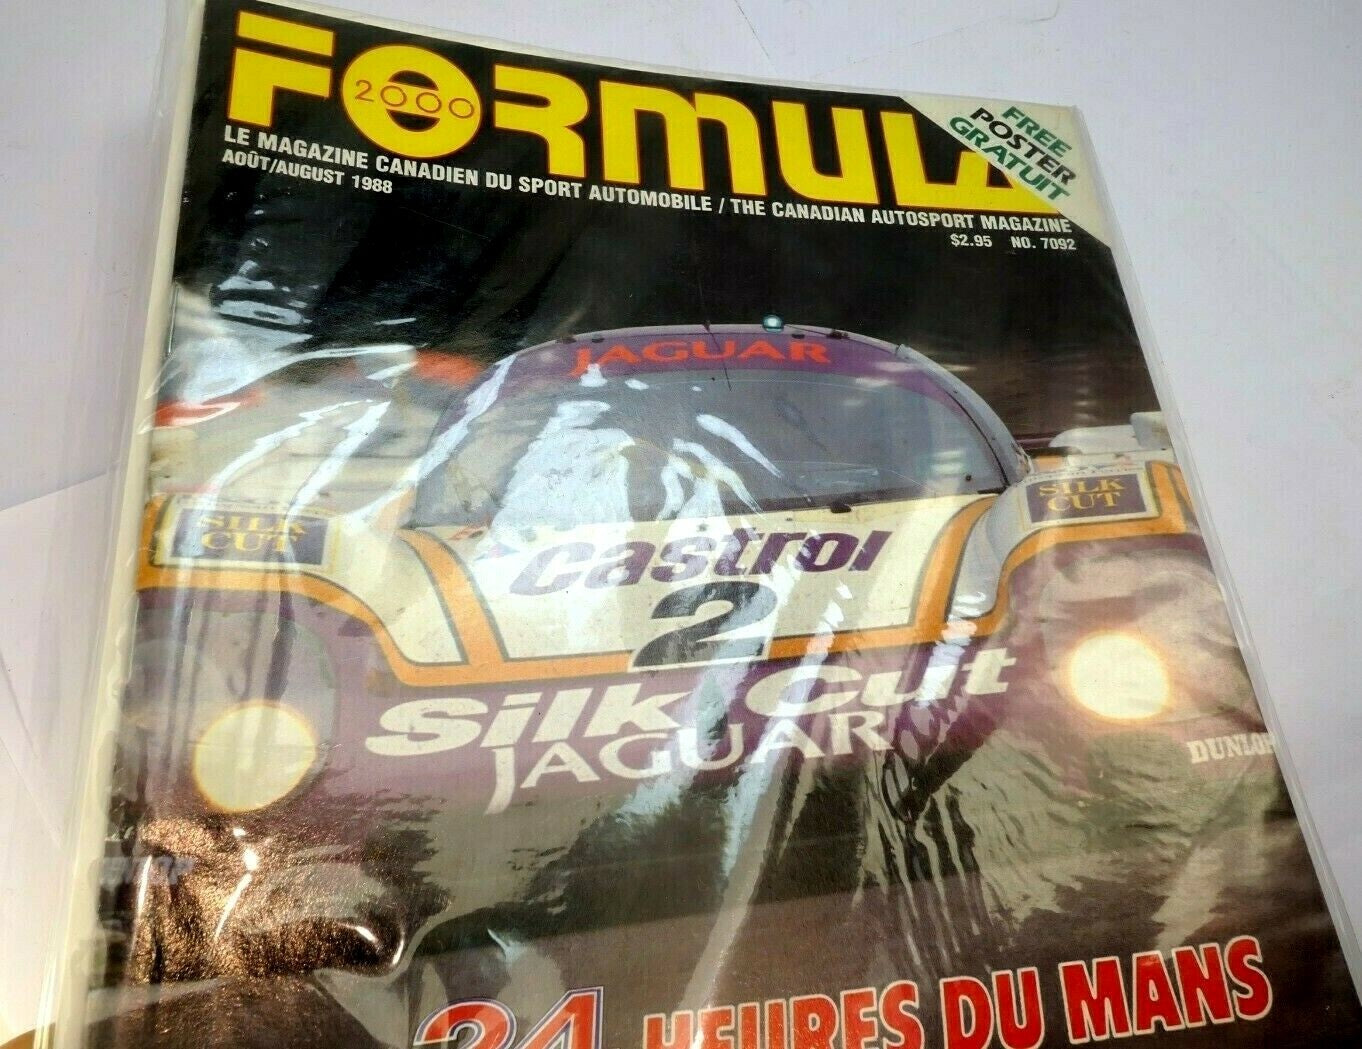 FORMULA
2000
FREE
POSTER
GRATUIT
LE MAGAZINE CANADIEN DU SPORT AUTOMOBILE / THE CANADIAN AUTOSPORT MAGAZINE
AOÛT/AUGUST 1988
$2.95 NO. 7092
JAGUAR
SILK
CUT
SILK
CUT
Castrol
2
Silk Cut
JAGUAR
DUNLOP
24 HEURES DU MANS